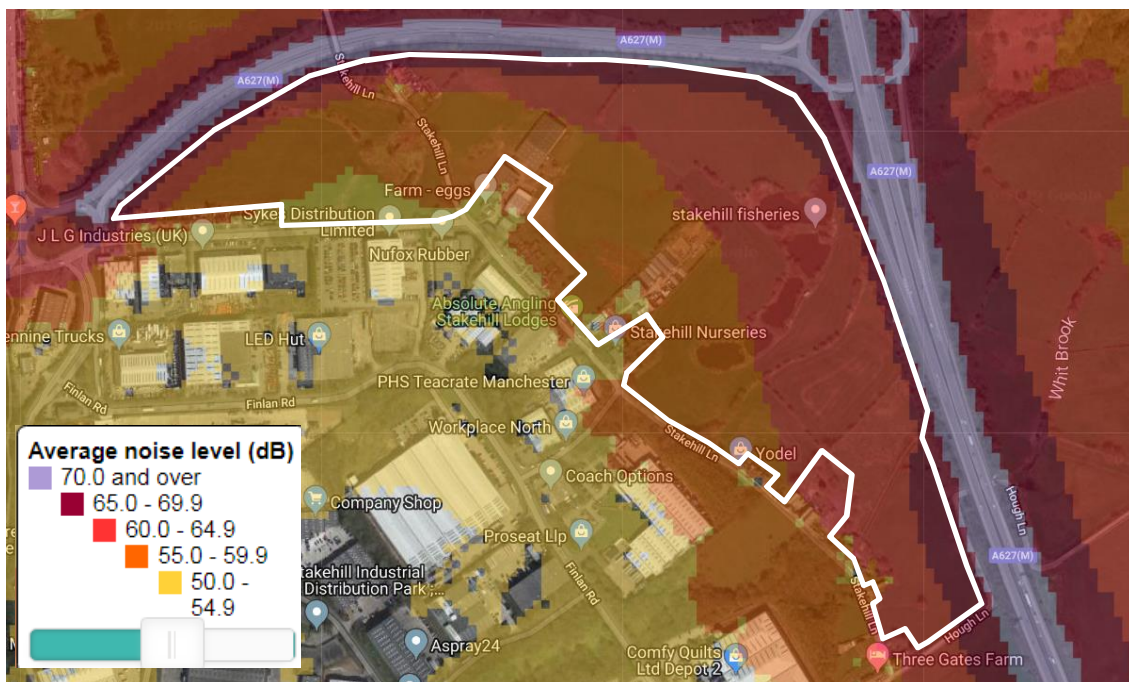 A627(M)
A627(M)
Stakehill Ln
Stakehill Ln
Stakehill Ln
A627(M)
Farm - eggs
stakehill fisheries
Sykes Distribution
Limited
J L G Industries (UK)
Nufox Rubber
Absolute Angling
Stakehill Lodges
Stakehill Nurseries
ennine Trucks
LED Hut
Whit Brook
PHS Teacrate Manchester
Finlan Rd
Finlan Rd
Workplace North
Stakehill Ln
Yodel
Average noise level (dB)
70.0 and over
65.0 - 69.9
60.0 - 64.9
55.0 - 59.9
50.0 -
54.9
Coach Options
Company Shop
Hough Ln
Proseat Llp
A627(M)
takehill Industrial
Distribution Park ,...
Finlan Rd
Stakehill Ln
Hough Ln
Aspray24
Comfy Quilts
Ltd Depot 2
Three Gates Farm